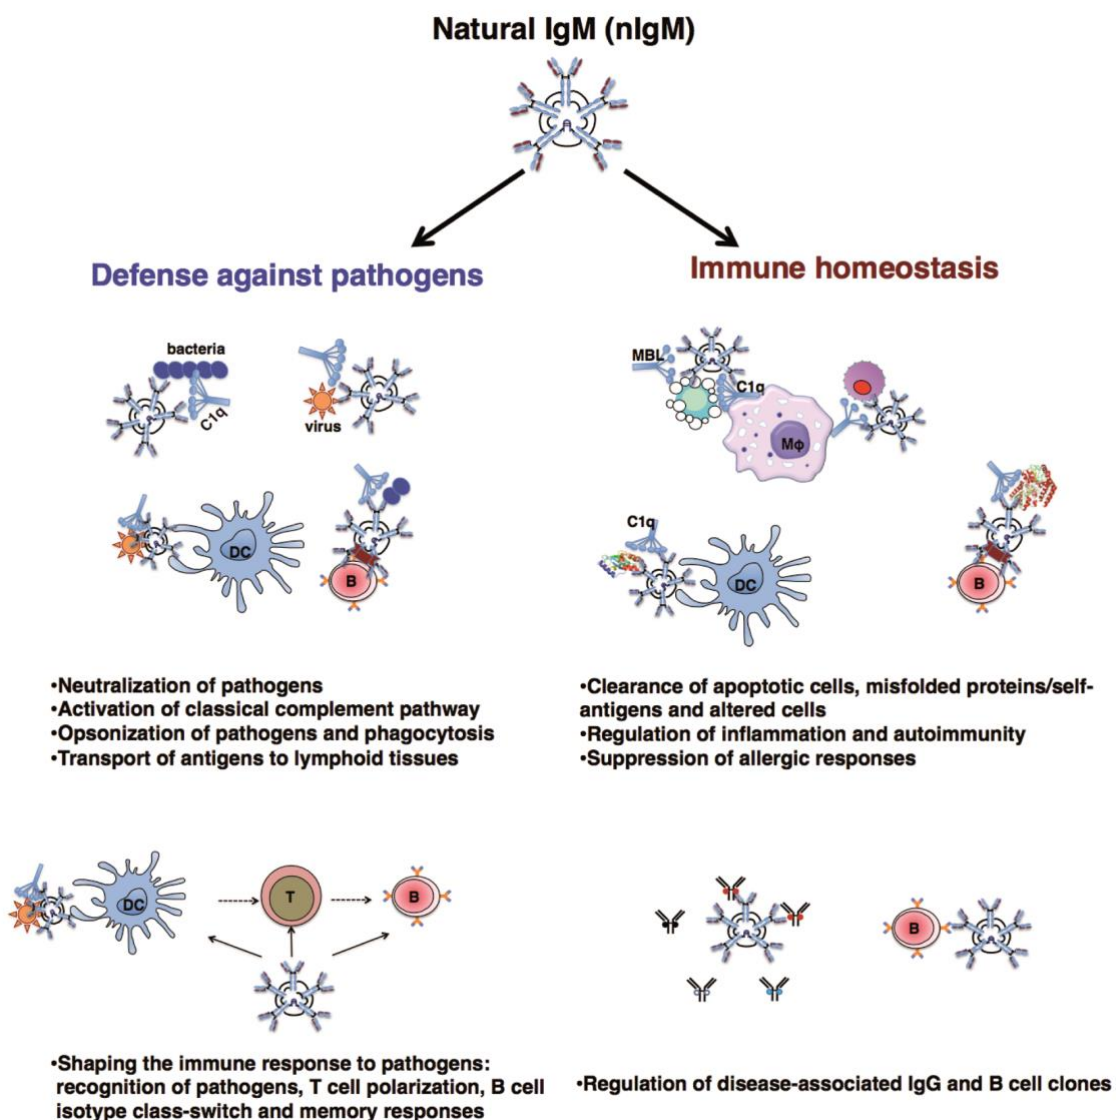 Natural IgM (nIgM)
Defense against pathogens
Immune homeostasis
bacteria
C1q
virus
DC
B
MBL
C1q
Mφ
C1q
DC
B
•Neutralization of pathogens
•Activation of classical complement pathway
•Opsonization of pathogens and phagocytosis
•Transport of antigens to lymphoid tissues
•Clearance of apoptotic cells, misfolded proteins/self-
antigens and altered cells
•Regulation of inflammation and autoimmunity
•Suppression of allergic responses
DC
T
B
B
•Shaping the immune response to pathogens:
recognition of pathogens, T cell polarization, B cell
isotype class-switch and memory responses
•Regulation of disease-associated IgG and B cell clones